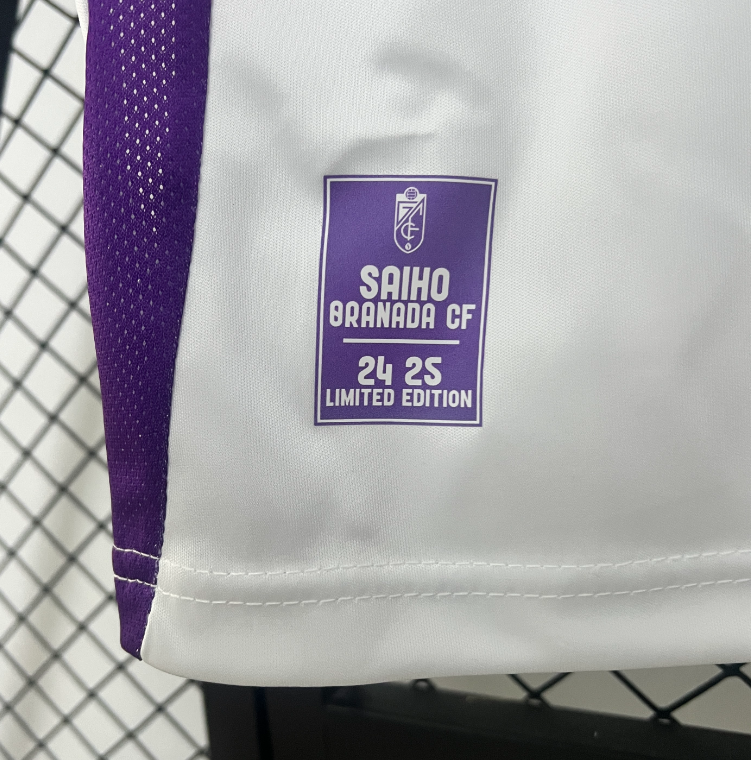 SAIHO
GRANADA CF
24 25
LIMITED EDITION